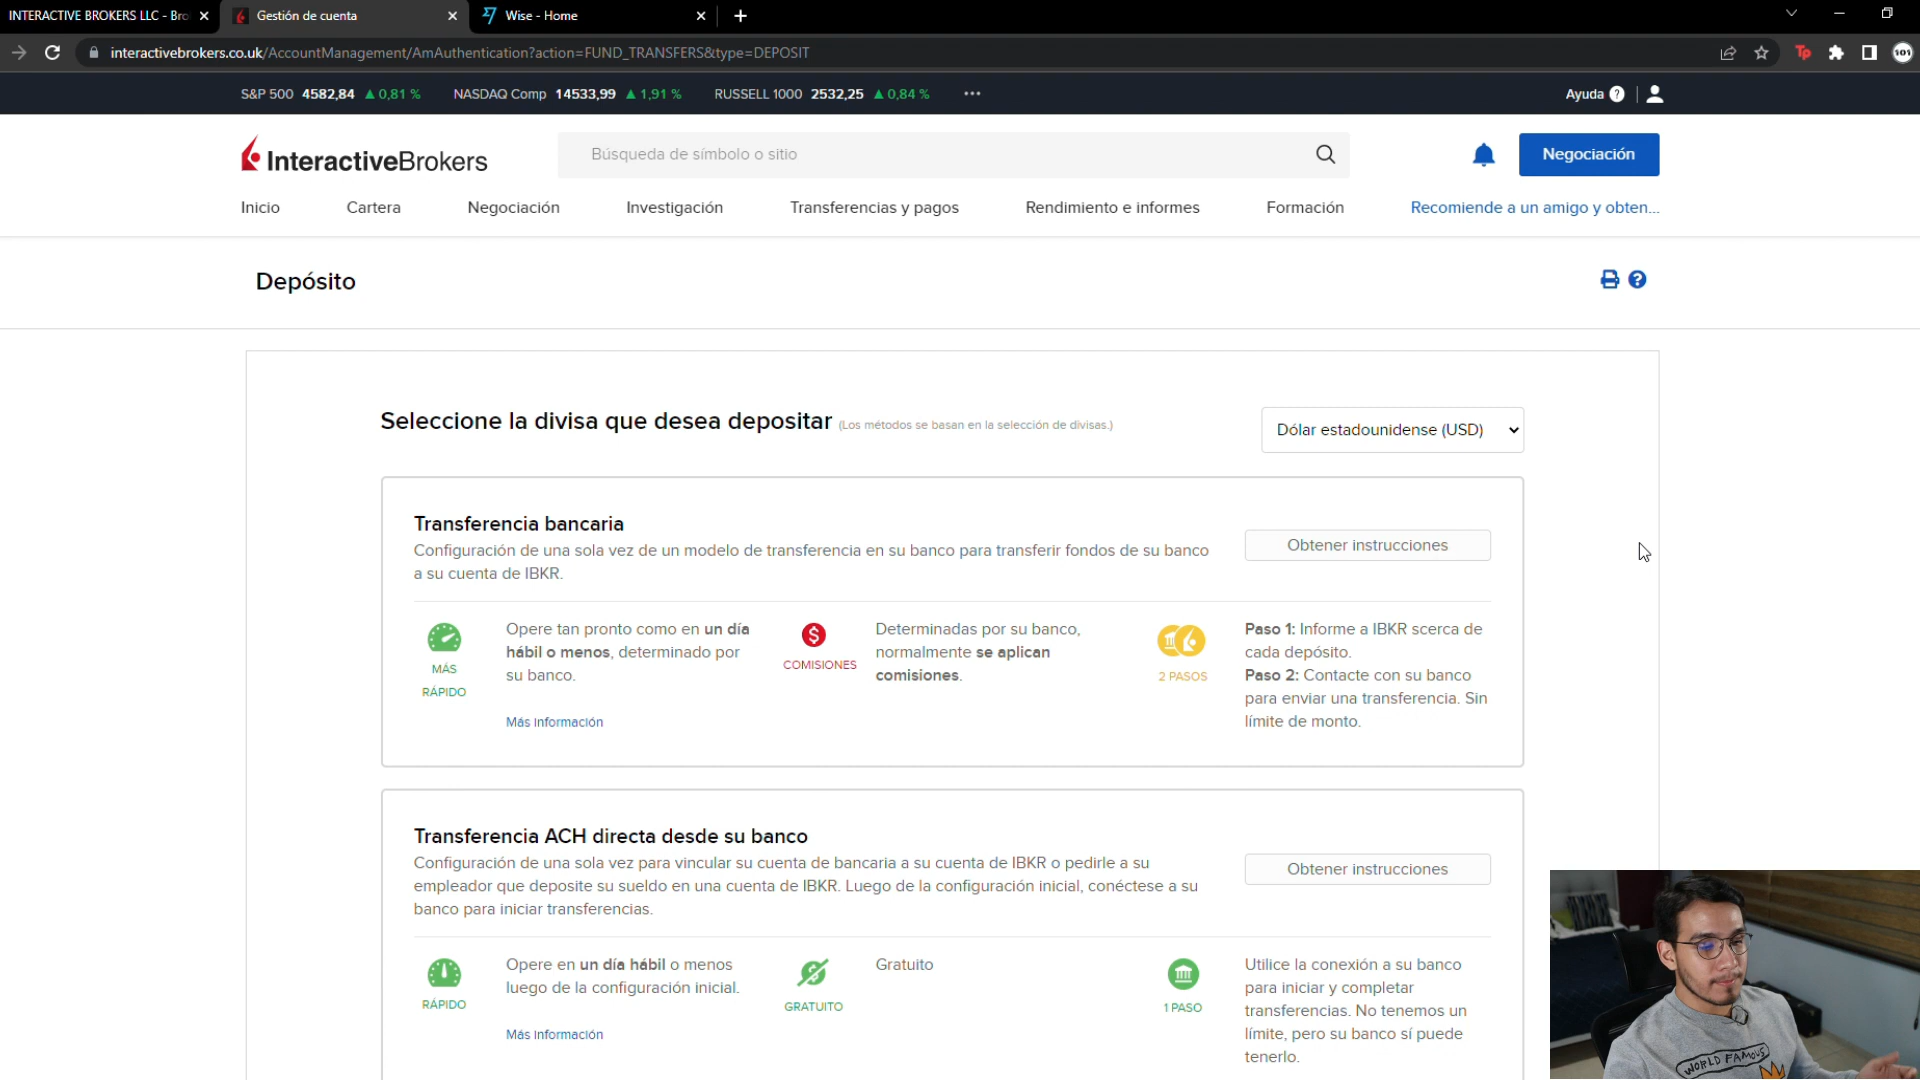 INTERACTIVE BROKERS LLC - Bro
Gestión de cuenta
Wise - Home
interactivebrokers.co.uk/AccountManagement/AmAuthentication?action=FUND_TRANSFERS&type=DEPOSIT
Tp
101
S&P 500 4582,84 ▲0,81 % NASDAQ Comp 14533,99 ▲1,91 % RUSSELL 1000 2532,25 ▲0,84 % •••
Ayuda ?
InteractiveBrokers
Búsqueda de símbolo o sitio
Negociación
Inicio Cartera Negociación Investigación Transferencias y pagos Rendimiento e informes Formación Recomiende a un amigo y obten...
Depósito
Seleccione la divisa que desea depositar (Los métodos se basan en la selección de divisas.)
Dólar estadounidense (USD)
Transferencia bancaria
Configuración de una sola vez de un modelo de transferencia en su banco para transferir fondos de su banco
a su cuenta de IBKR.
Obtener instrucciones
MÁS
RÁPIDO
Opere tan pronto como en un día
hábil o menos, determinado por
su banco.
Más información
COMISIONES
Determinadas por su banco,
normalmente se aplican
comisiones.
2 PASOS
Paso 1: Informe a IBKR scerca de
cada depósito.
Paso 2: Contacte con su banco
para enviar una transferencia. Sin
límite de monto.
Transferencia ACH directa desde su banco
Configuración de una sola vez para vincular su cuenta de bancaria a su cuenta de IBKR o pedirle a su
empleador que deposite su sueldo en una cuenta de IBKR. Luego de la configuración inicial, conéctese a su
banco para iniciar transferencias.
Obtener instrucciones
RÁPIDO
Opere en un día hábil o menos
luego de la configuración inicial.
Más información
GRATUITO
Gratuito
1 PASO
Utilice la conexión a su banco
para iniciar y completar
transferencias. No tenemos un
límite, pero su banco sí puede
tenerlo.
WORLD FAMOUS